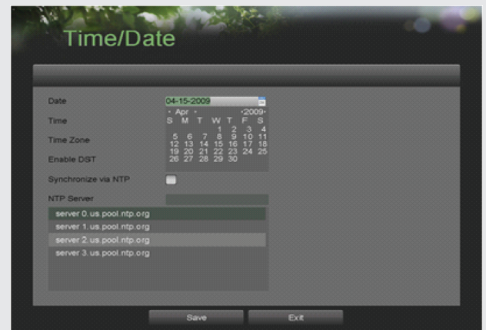 Time/Date
Date 04-15-2009
- Apr - -2009-
Time S M T W T F S
1 2 3 4
Time Zone 5 6 7 8 9 10 11
12 13 14 15 16 17 18
19 20 21 22 23 24 25
Enable DST 26 27 28 29 30
Synchronize via NTP
NTP Server
server 0.us.pool.ntp.org
server 1.us.pool.ntp.org
server 2.us.pool.ntp.org
server 3.us.pool.ntp.org
Save Exit